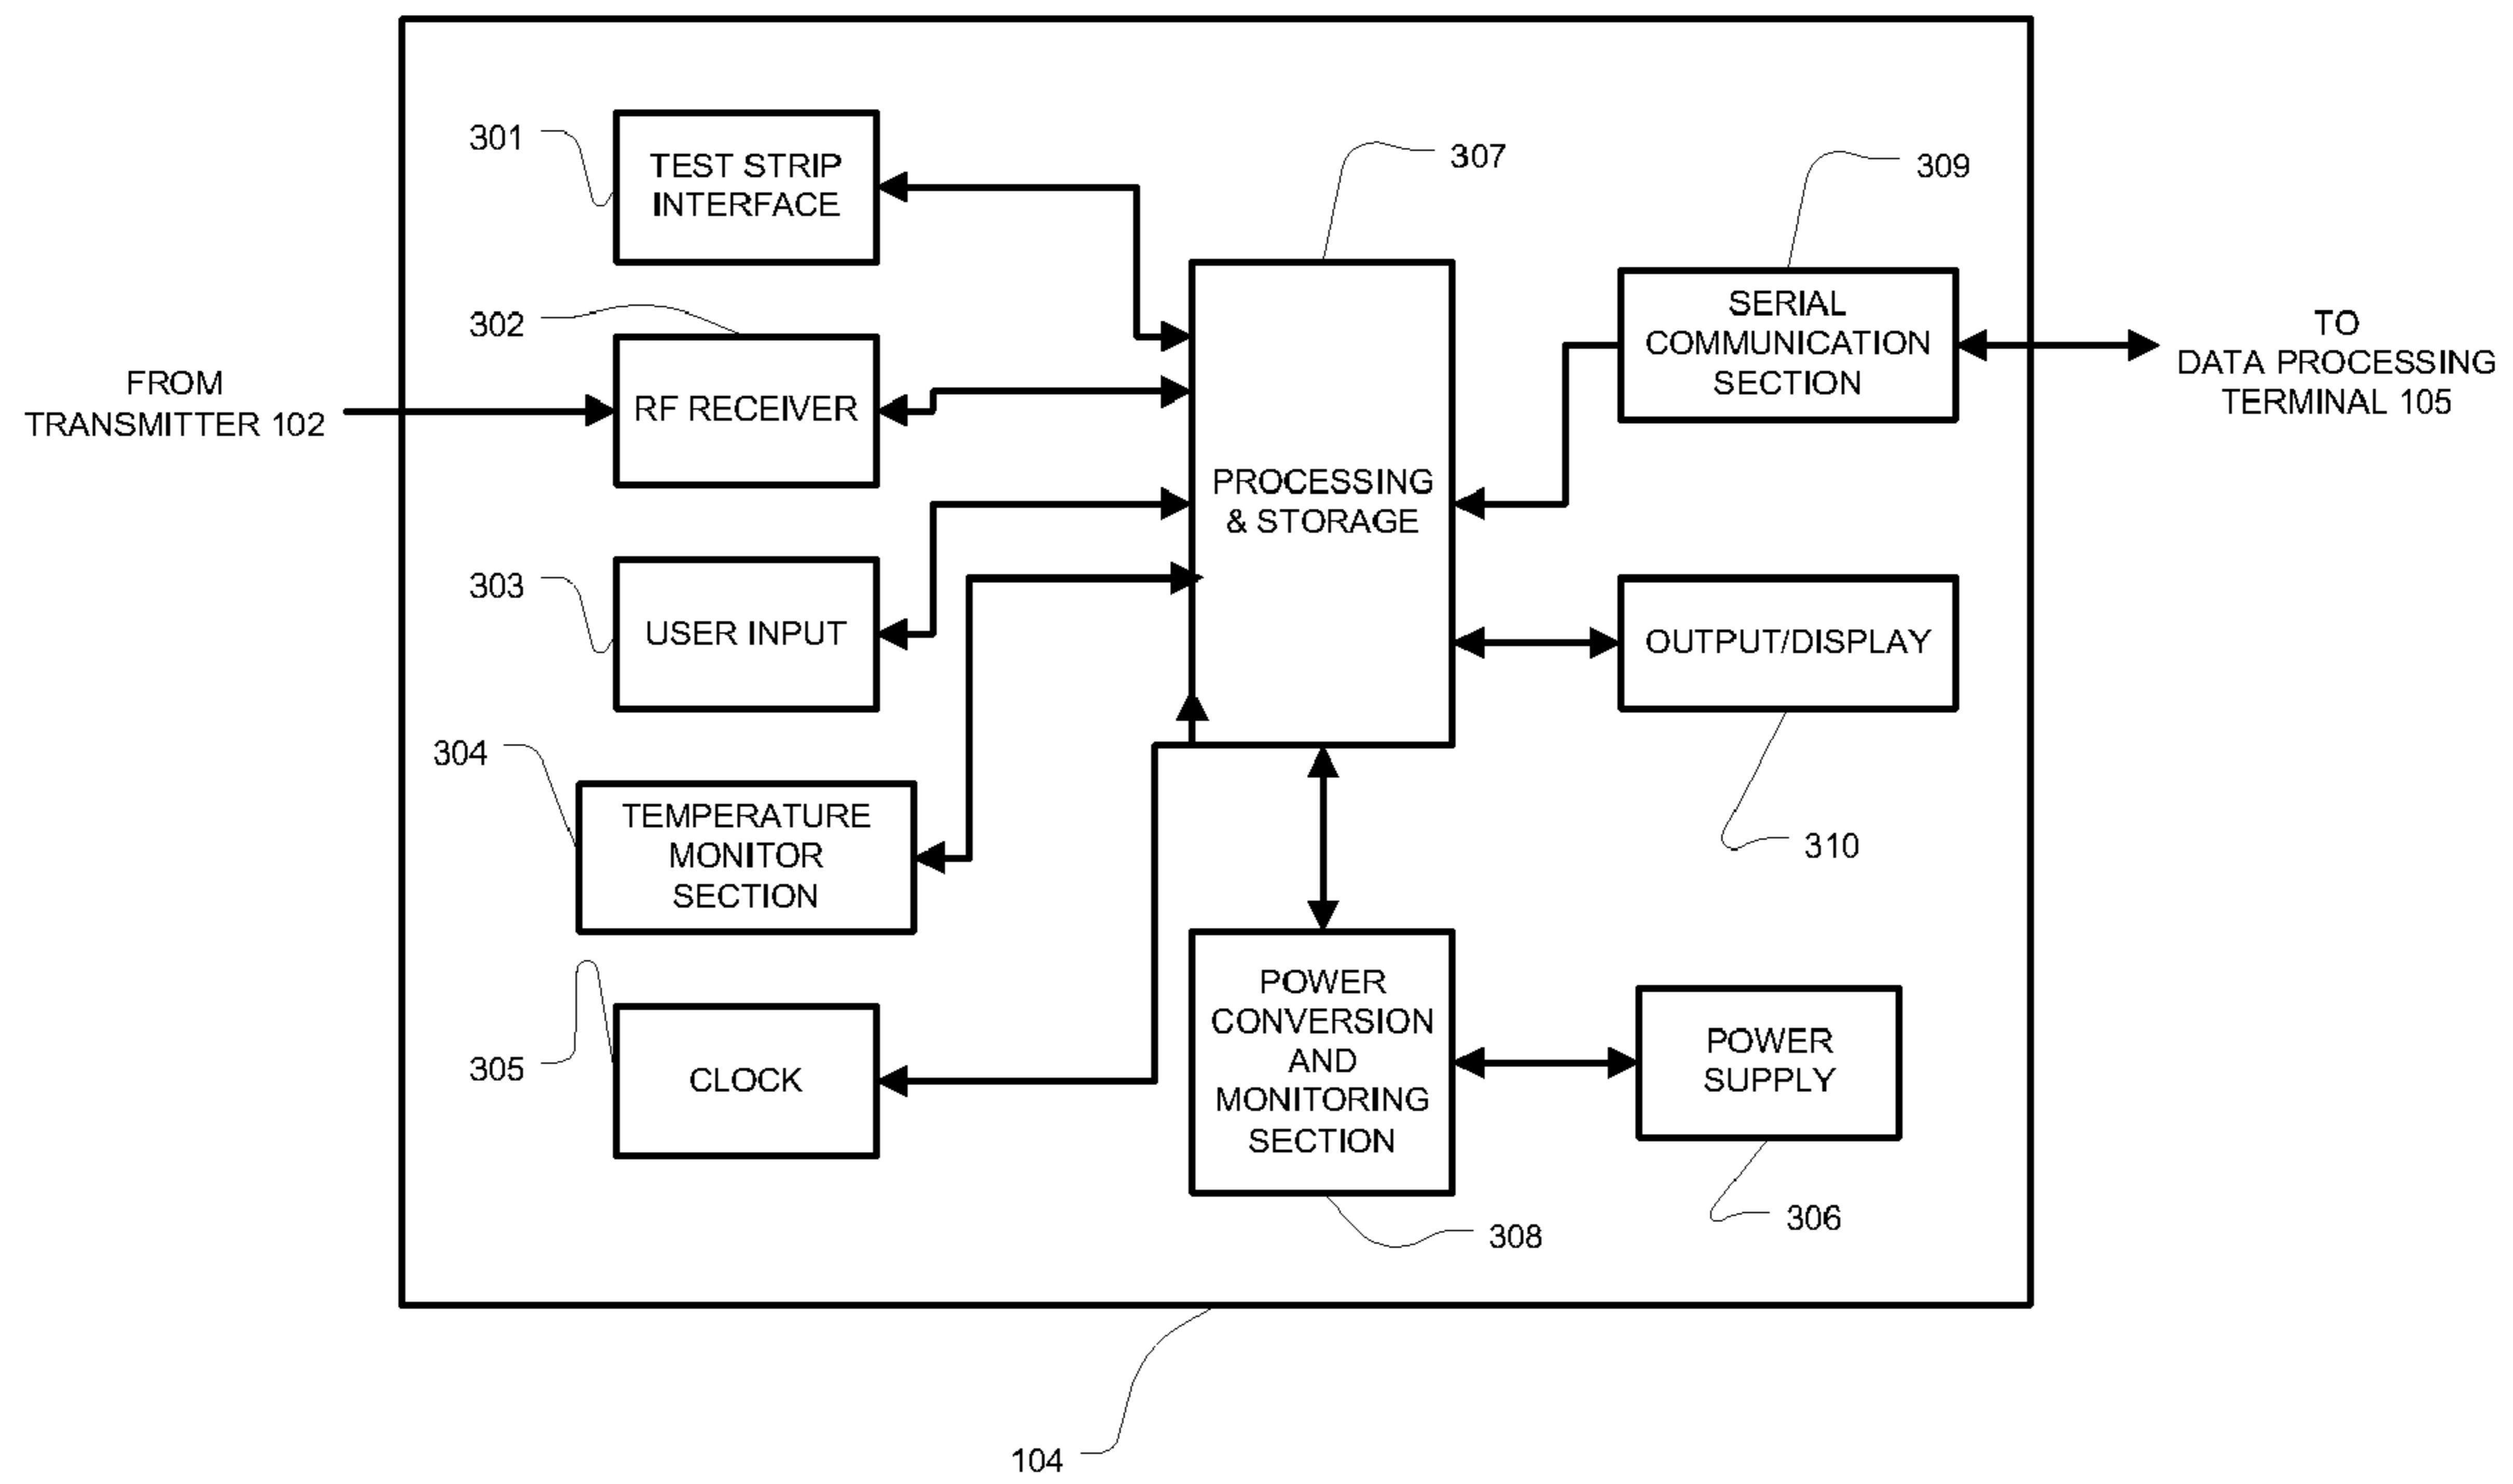 301
TEST STRIP
INTERFACE
307
309
302
SERIAL
COMMUNICATION
SECTION
TO
DATA PROCESSING
TERMINAL 105
FROM
TRANSMITTER 102
RF RECEIVER
PROCESSING
& STORAGE
303
USER INPUT
OUTPUT/DISPLAY
304
TEMPERATURE
MONITOR
SECTION
310
305
CLOCK
POWER
CONVERSION
AND
MONITORING
SECTION
POWER
SUPPLY
306
308
104